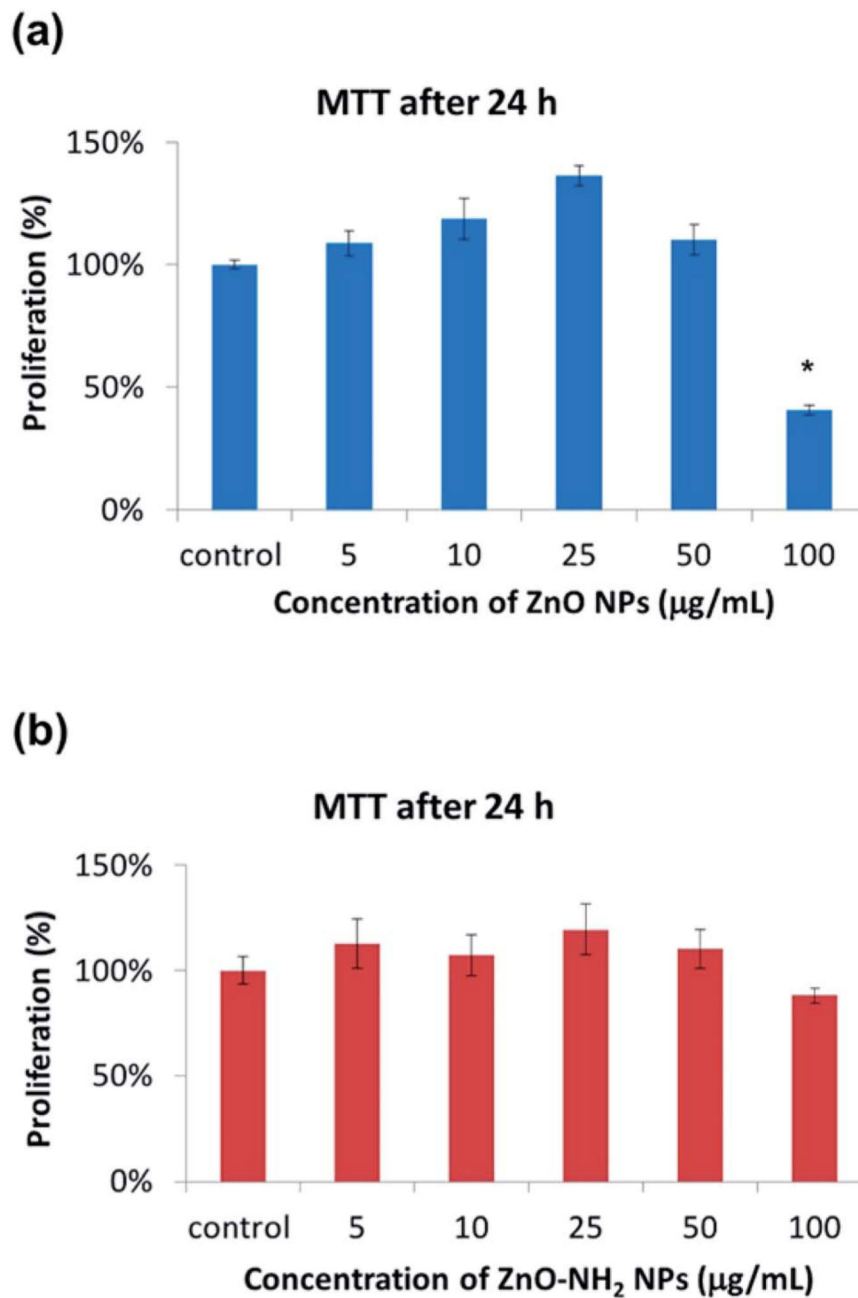 (a)
MTT after 24 h
150%
100%
50%
0%
Proliferation (%)
*
control 5 10 25 50 100
Concentration of ZnO NPs (μg/mL)
(b)
MTT after 24 h
150%
100%
50%
0%
Proliferation (%)
control 5 10 25 50 100
Concentration of ZnO-NH₂ NPs (μg/mL)